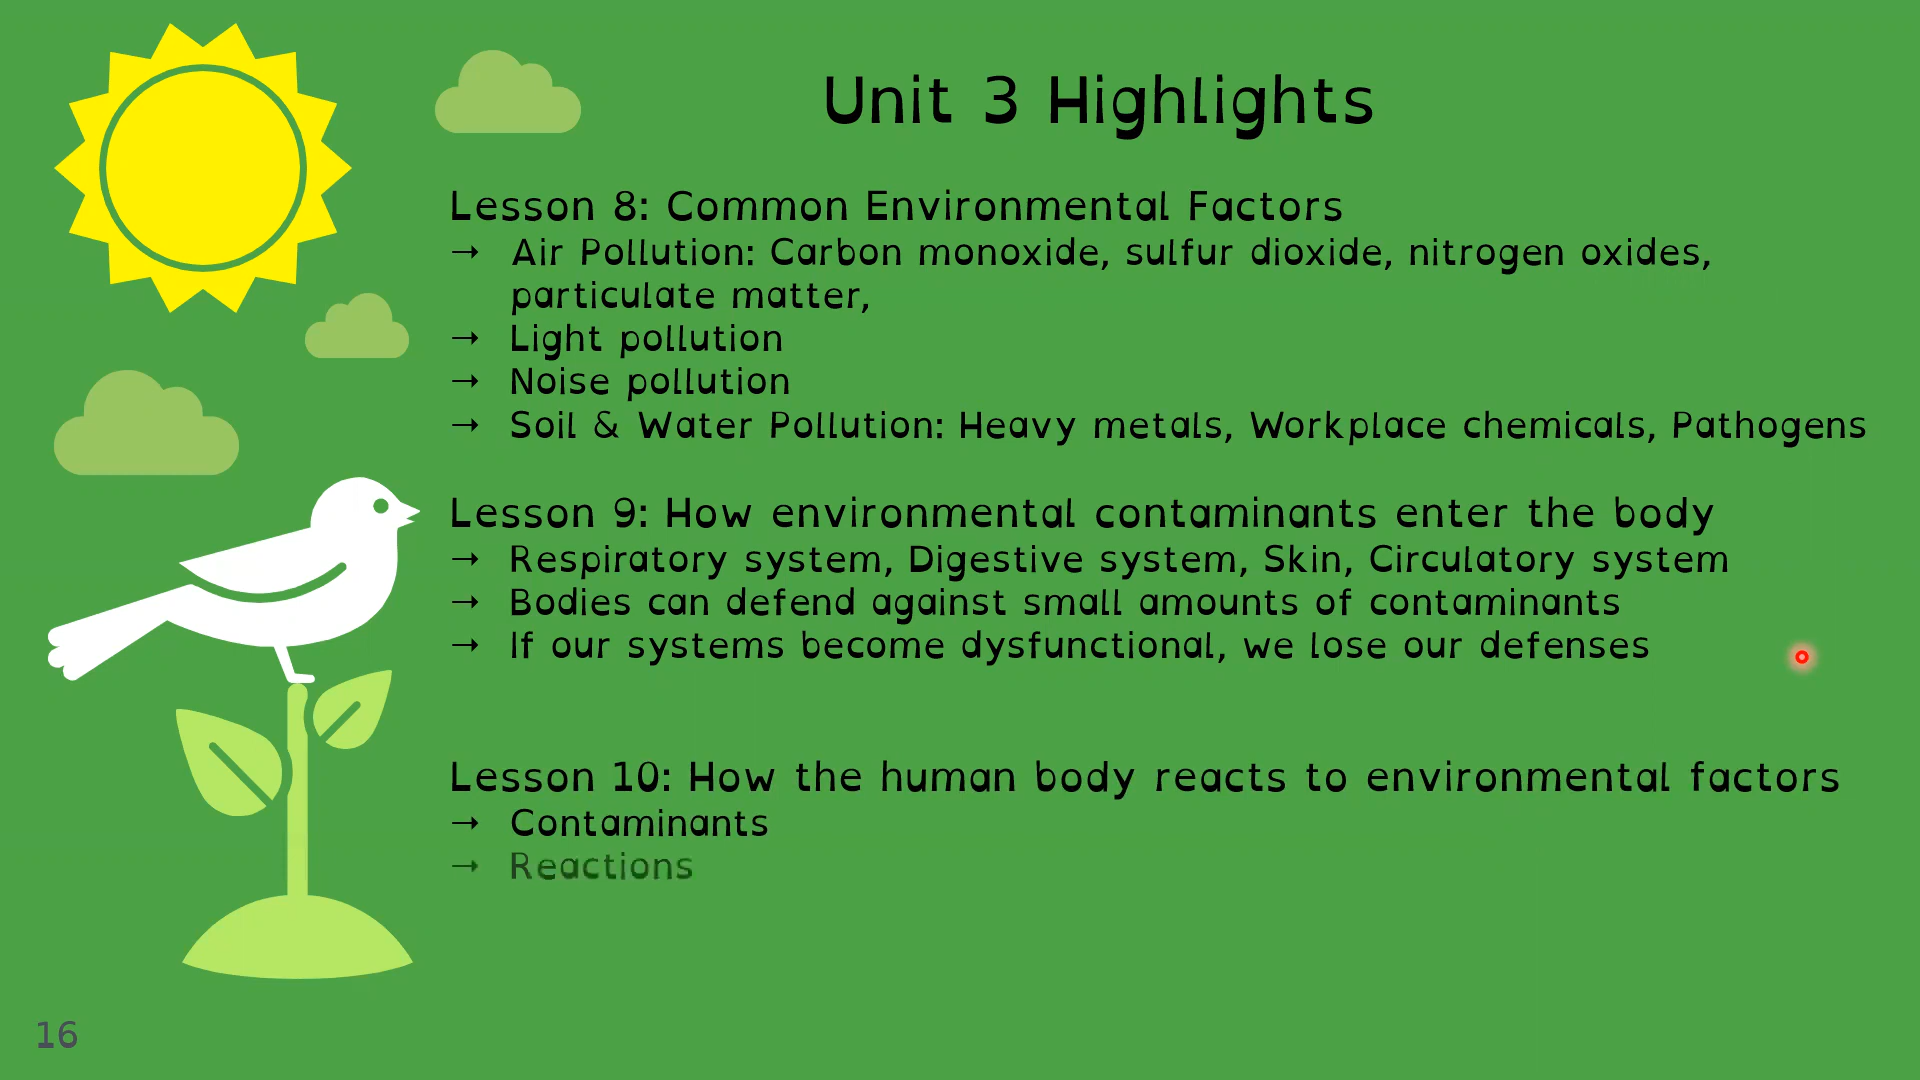 Unit 3 Highlights
Lesson 8: Common Environmental Factors
→ Air Pollution: Carbon monoxide, sulfur dioxide, nitrogen oxides,
particulate matter,
→ Light pollution
→ Noise pollution
→ Soil & Water Pollution: Heavy metals, Workplace chemicals, Pathogens
Lesson 9: How environmental contaminants enter the body
→ Respiratory system, Digestive system, Skin, Circulatory system
→ Bodies can defend against small amounts of contaminants
→ If our systems become dysfunctional, we lose our defenses
Lesson 10: How the human body reacts to environmental factors
→ Contaminants
→ Reactions
16